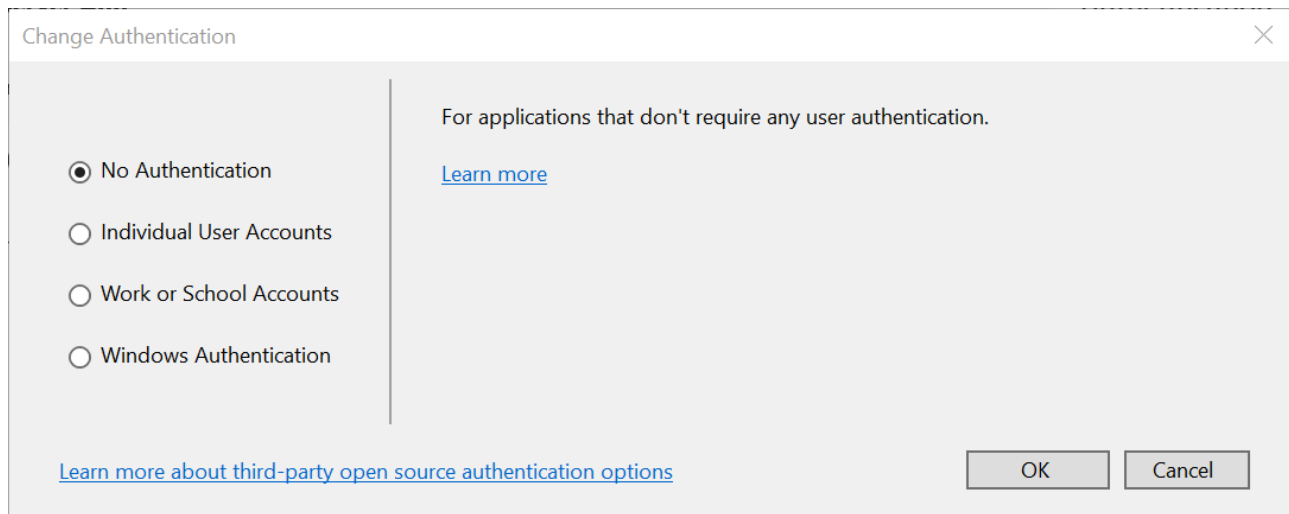 Change Authentication
For applications that don't require any user authentication.
No Authentication
Learn more
Individual User Accounts
Work or School Accounts
Windows Authentication
Learn more about third-party open source authentication options
OK
Cancel